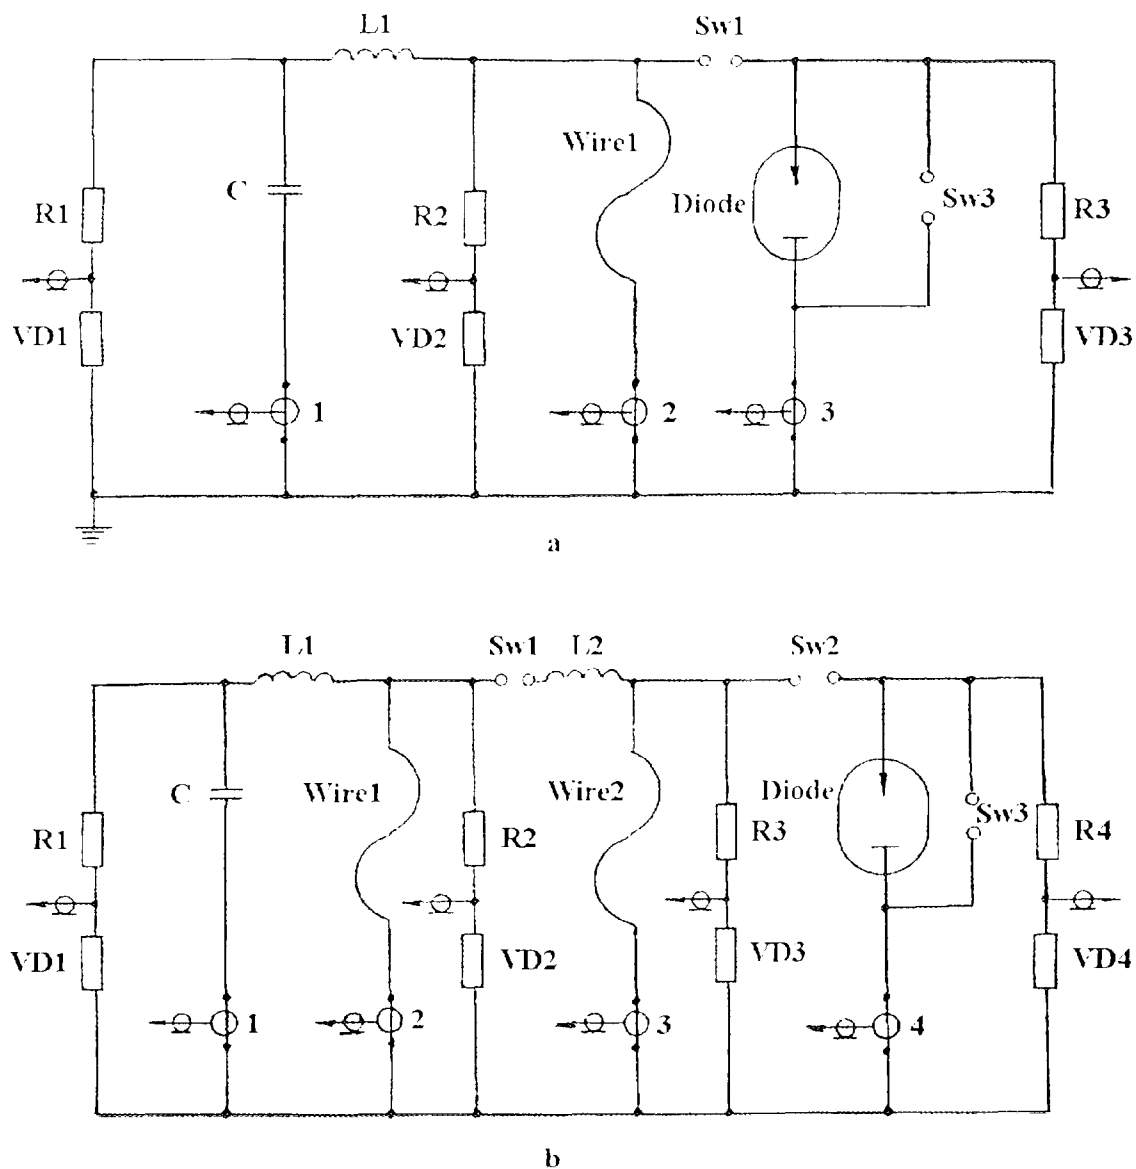 L1
Sw1
Wire1
C
R1
R2
Diode
Sw3
R3
VD1
VD2
VD3
1
2
3
a
L1
Sw1
L2
Sw2
C
Wire1
Wire2
Diode
R1
R2
R3
Sw3
R4
VD1
VD2
VD3
VD4
1
2
3
4
b